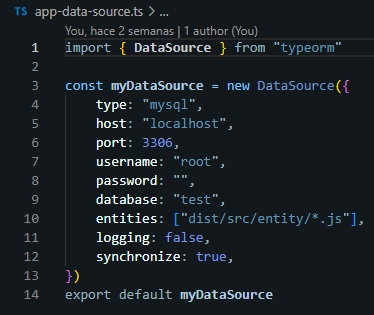 TS app-data-source.ts > ...
You, hace 2 semanas | 1 author (You)
1 import { DataSource } from "typeorm"
2
3 const myDataSource = new DataSource({
4     type: "mysql",
5     host: "localhost",
6     port: 3306,
7     username: "root",
8     password: "",
9     database: "test",
10     entities: ["dist/src/entity/*.js"],
11     logging: false,
12     synchronize: true,
13 })
14 export default myDataSource